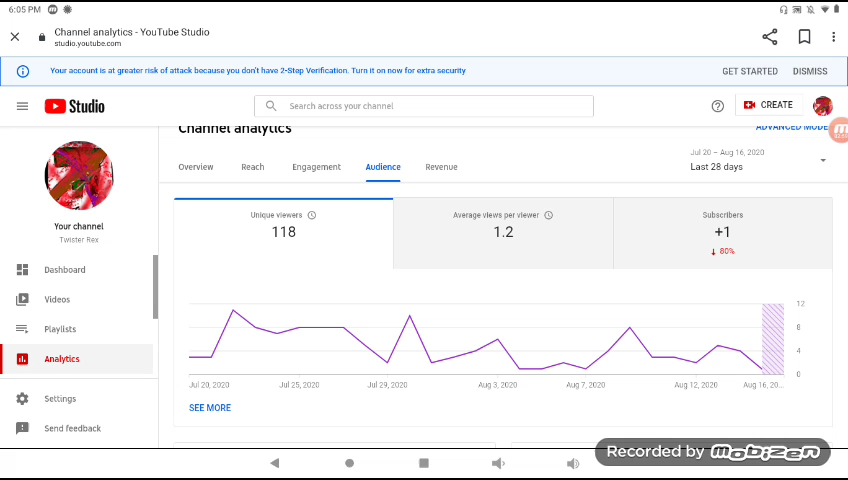 6:05 PM
Channel analytics - YouTube Studio
studio.youtube.com
Your account is at greater risk of attack because you don't have 2-Step Verification. Turn it on now for extra security
GET STARTED
DISMISS
Studio
Search across your channel
CREATE
Channel analytics
ADVANCED MODE
Overview
Reach
Engagement
Audience
Revenue
Jul 20 – Aug 16, 2020
Last 28 days
Your channel
Twister Rex
Dashboard
Videos
Playlists
Analytics
Settings
Send feedback
Unique viewers
118
Average views per viewer
1.2
Subscribers
+1
80%
12
8
4
0
Jul 20, 2020
Jul 25, 2020
Jul 29, 2020
Aug 3, 2020
Aug 7, 2020
Aug 12, 2020
Aug 16, 20...
SEE MORE
Recorded by Mobizen